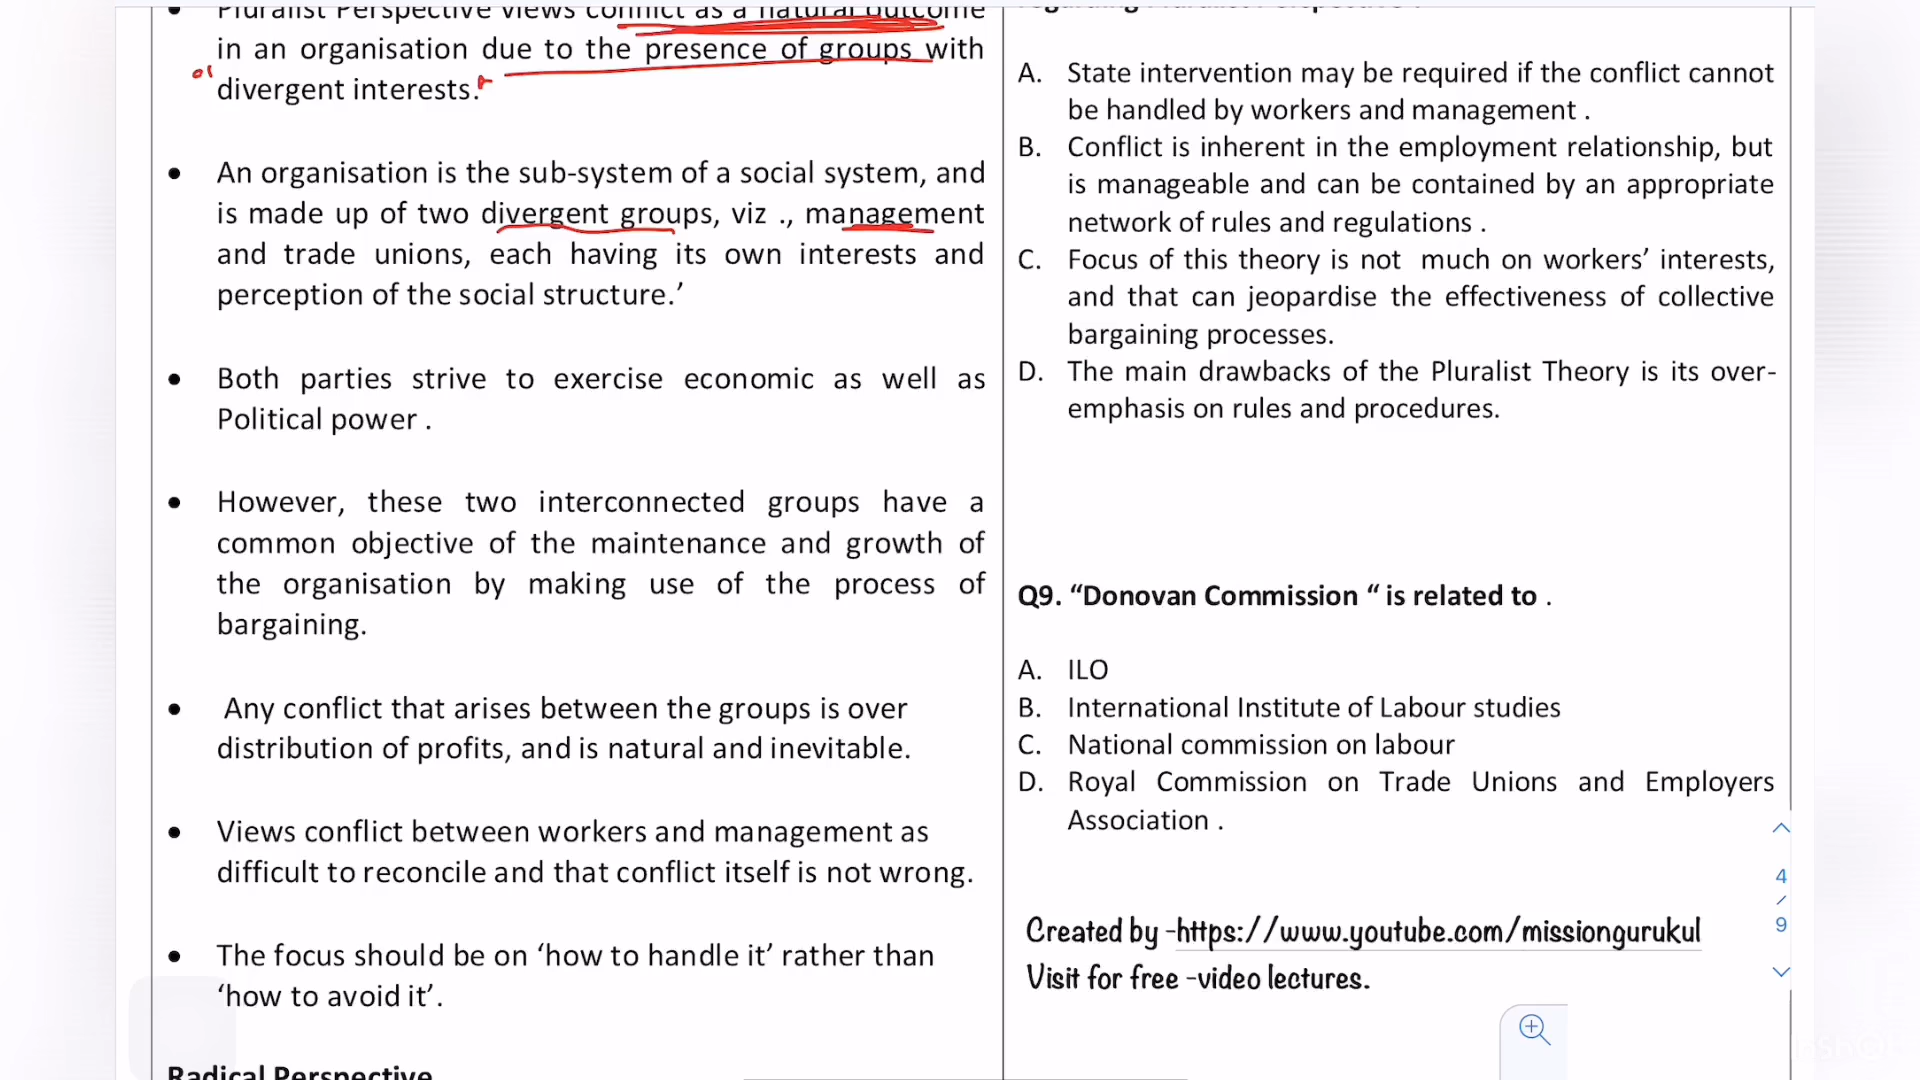 Pluralist Perspective views conflict as a natural outcome
in an organisation due to the presence of groups with
divergent interests.
• An organisation is the sub-system of a social system, and
is made up of two divergent groups, viz ., management
and trade unions, each having its own interests and
perception of the social structure.’
• Both parties strive to exercise economic as well as
Political power .
• However, these two interconnected groups have a
common objective of the maintenance and growth of
the organisation by making use of the process of
bargaining.
• Any conflict that arises between the groups is over
distribution of profits, and is natural and inevitable.
• Views conflict between workers and management as
difficult to reconcile and that conflict itself is not wrong.
• The focus should be on ‘how to handle it’ rather than
‘how to avoid it’.
Radical Perspective
A. State intervention may be required if the conflict cannot
be handled by workers and management .
B. Conflict is inherent in the employment relationship, but
is manageable and can be contained by an appropriate
network of rules and regulations .
C. Focus of this theory is not much on workers’ interests,
and that can jeopardise the effectiveness of collective
bargaining processes.
D. The main drawbacks of the Pluralist Theory is its over-
emphasis on rules and procedures.
Q9. “Donovan Commission “ is related to .
A. ILO
B. International Institute of Labour studies
C. National commission on labour
D. Royal Commission on Trade Unions and Employers
Association .
Created by -https://www.youtube.com/missiongurukul
Visit for free -video lectures.
4
/
9